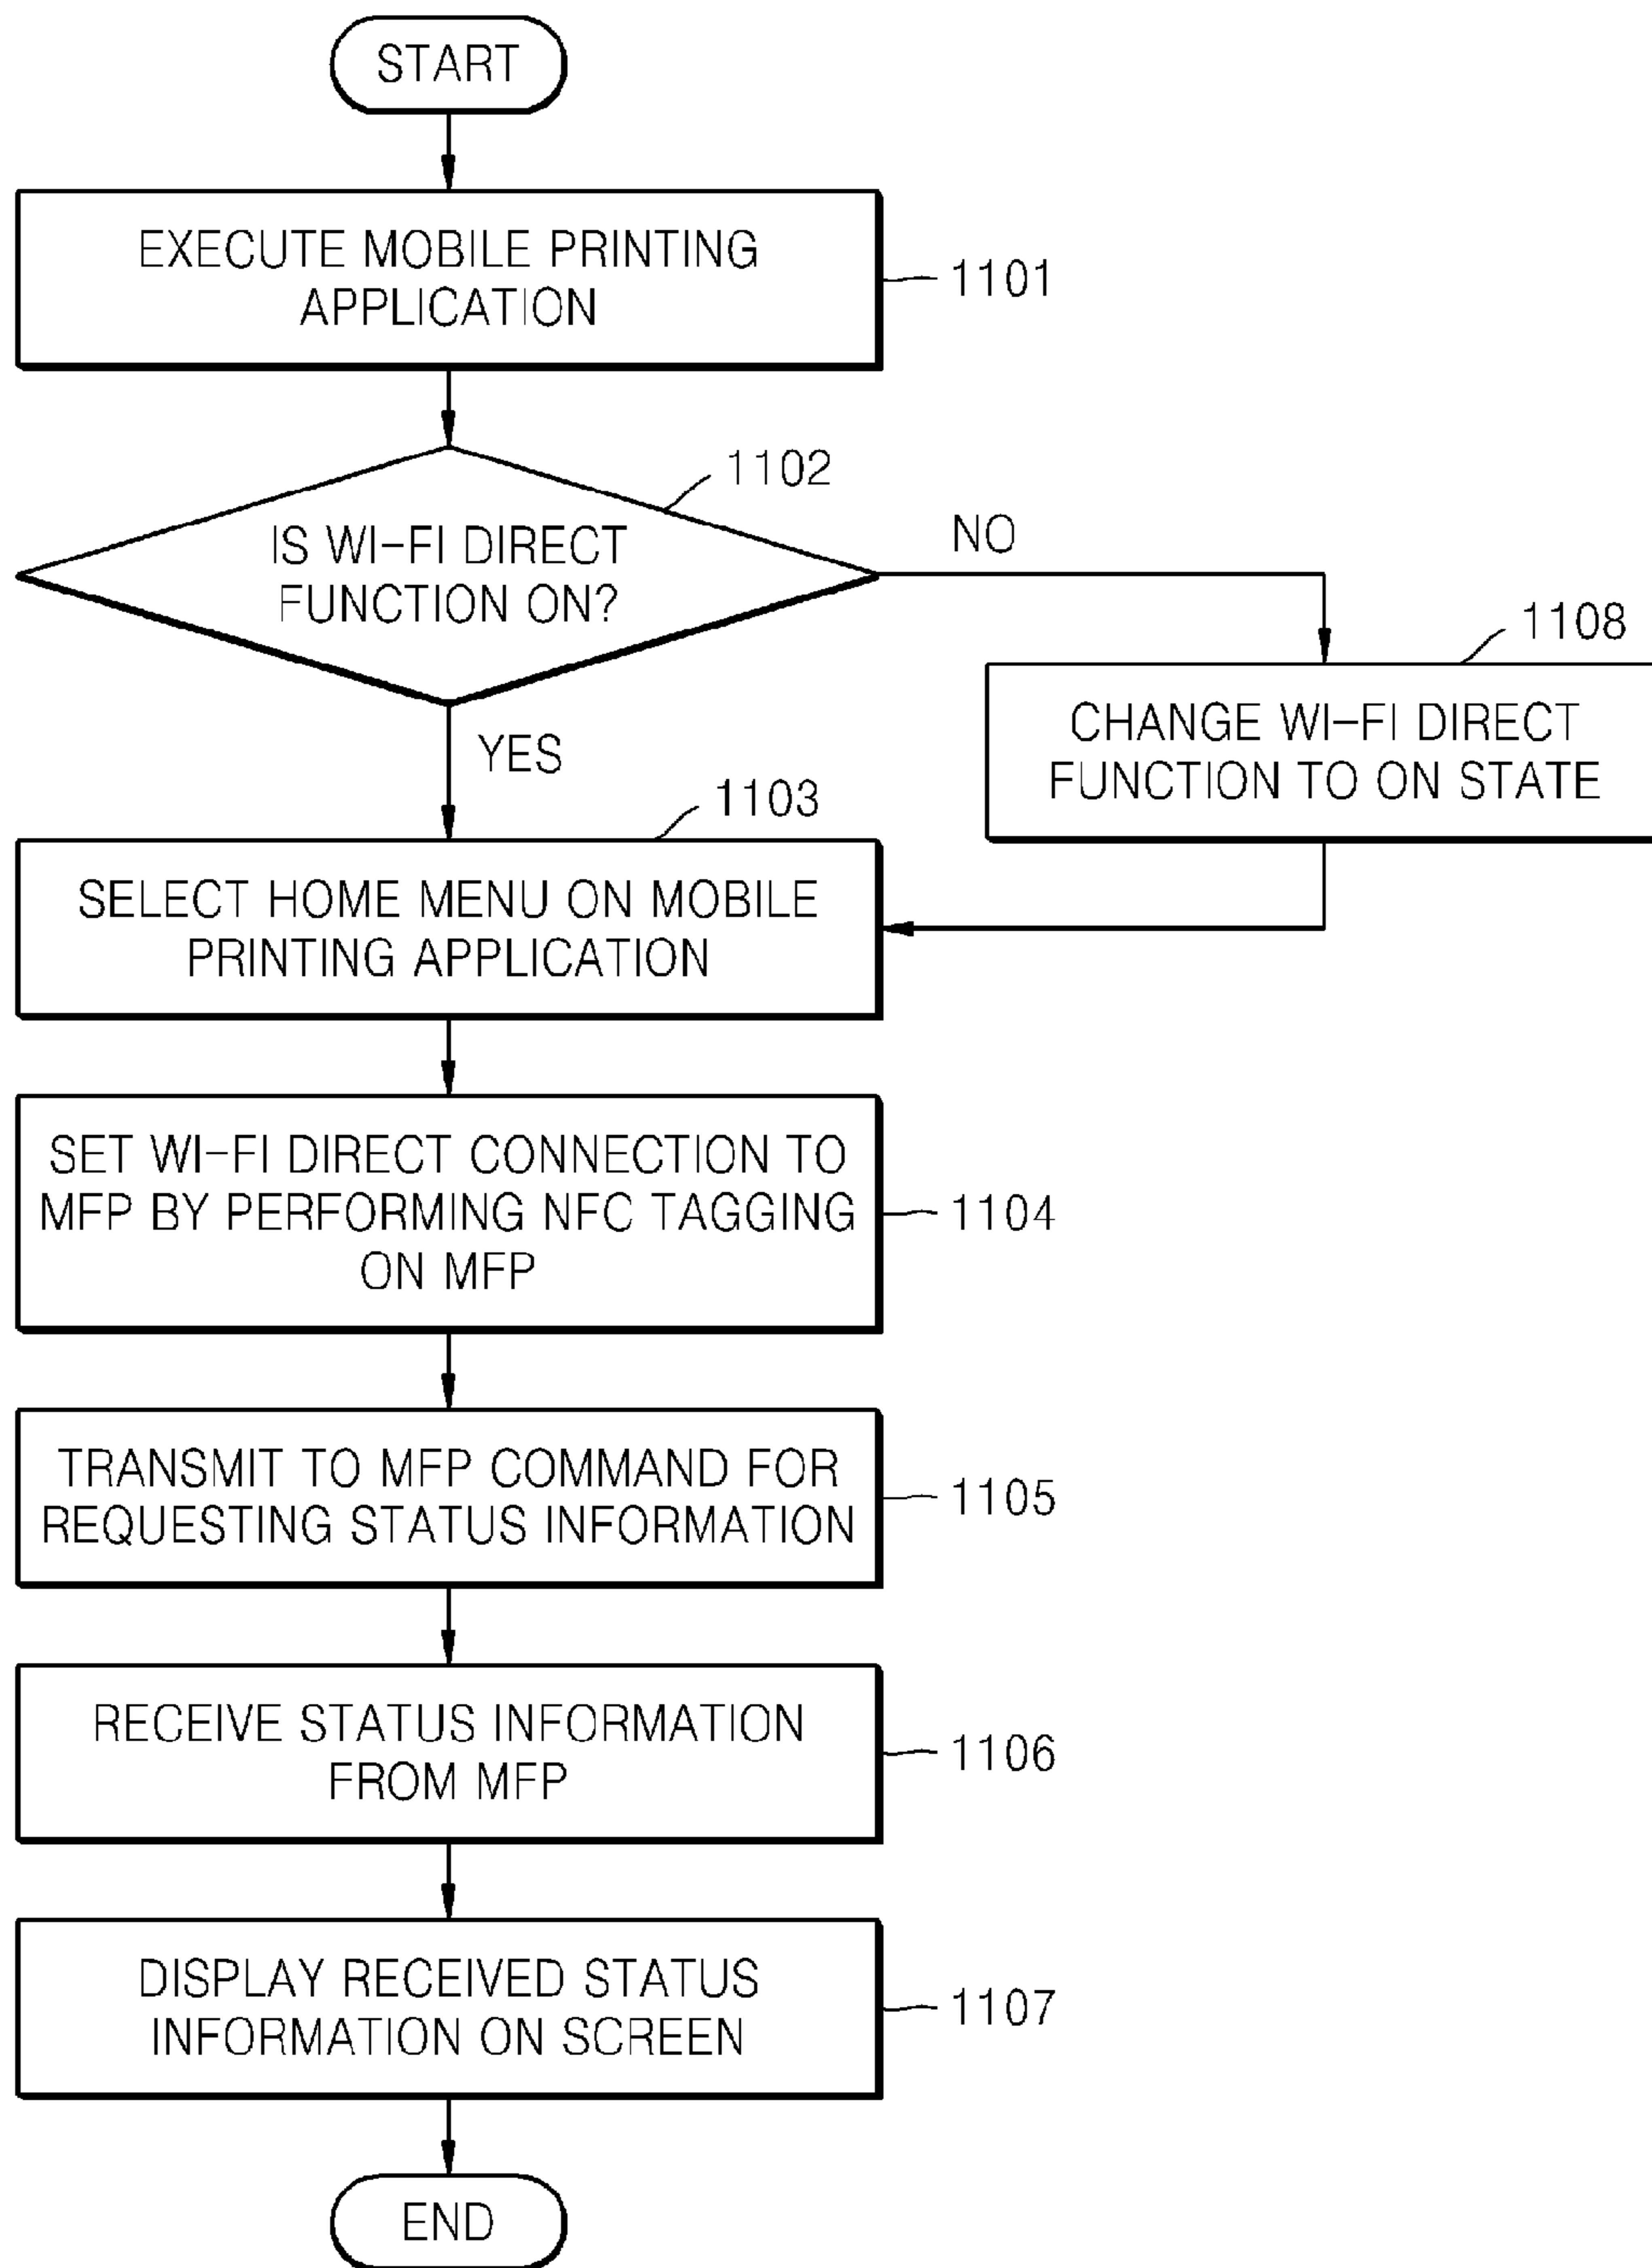 START
EXECUTE MOBILE PRINTING
APPLICATION
1101
1102
IS WI-FI DIRECT
FUNCTION ON?
NO
YES
1108
CHANGE WI-FI DIRECT
FUNCTION TO ON STATE
1103
SELECT HOME MENU ON MOBILE
PRINTING APPLICATION
SET WI-FI DIRECT CONNECTION TO
MFP BY PERFORMING NFC TAGGING
ON MFP
1104
TRANSMIT TO MFP COMMAND FOR
REQUESTING STATUS INFORMATION
1105
RECEIVE STATUS INFORMATION
FROM MFP
1106
DISPLAY RECEIVED STATUS
INFORMATION ON SCREEN
1107
END